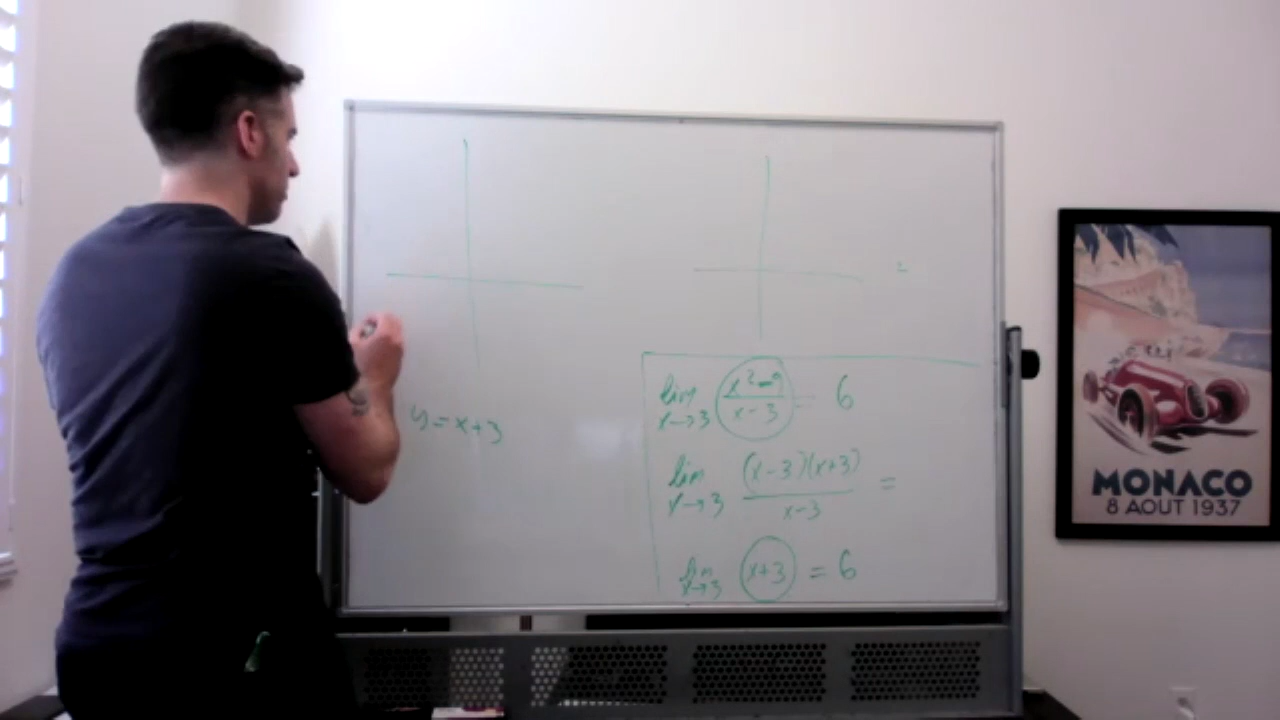 y = x+3
lim x→3 (x²-9)/(x-3) = 6
lim x→3 ((x-3)(x+3))/(x-3) =
lim x→3 (x+3) = 6
MONACO
8 AOUT 1937